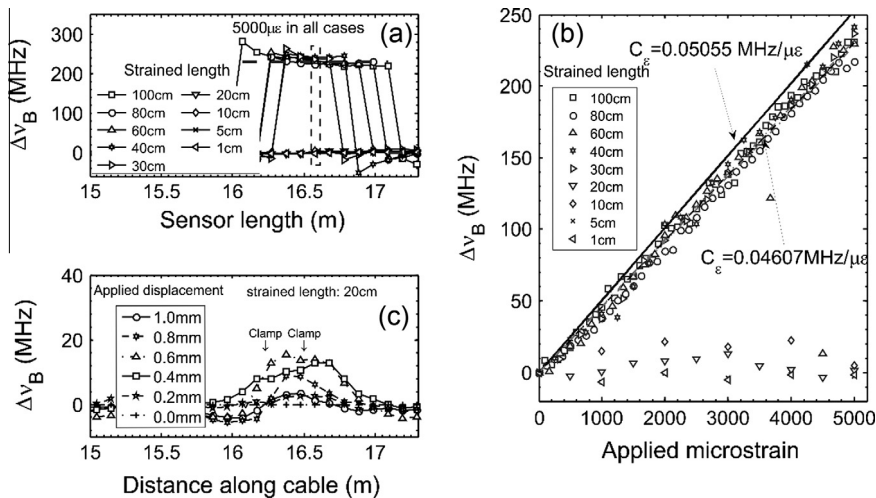 (a)
5000με in all cases
Strained length
100cm
80cm
60cm
40cm
30cm
20cm
10cm
5cm
1cm
300
200
100
0
Δν_B (MHz)
15
15.5
16
16.5
17
Sensor length (m)
(b)
C_ε=0.05055 MHz/με
Strained length
100cm
80cm
60cm
40cm
30cm
20cm
10cm
5cm
1cm
C_ε=0.04607MHz/με
250
200
150
100
50
0
Δν_B (MHz)
0
1000
2000
3000
4000
5000
Applied microstrain
(c)
Applied displacement
strained length: 20cm
1.0mm
0.8mm
0.6mm
0.4mm
0.2mm
0.0mm
Clamp
Clamp
40
20
0
Δν_B (MHz)
15
15.5
16
16.5
17
Distance along cable (m)